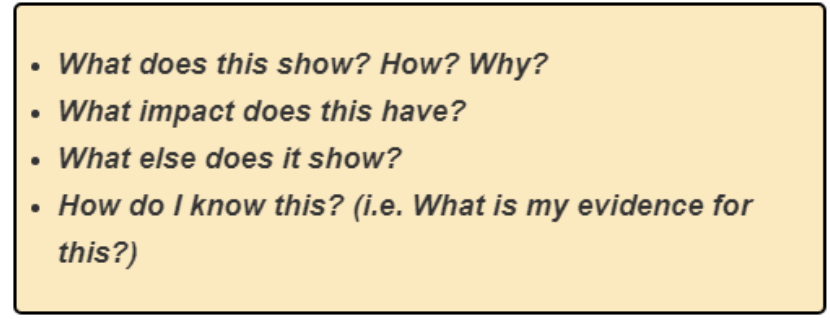 • What does this show? How? Why?
• What impact does this have?
• What else does it show?
• How do I know this? (i.e. What is my evidence for
this?)